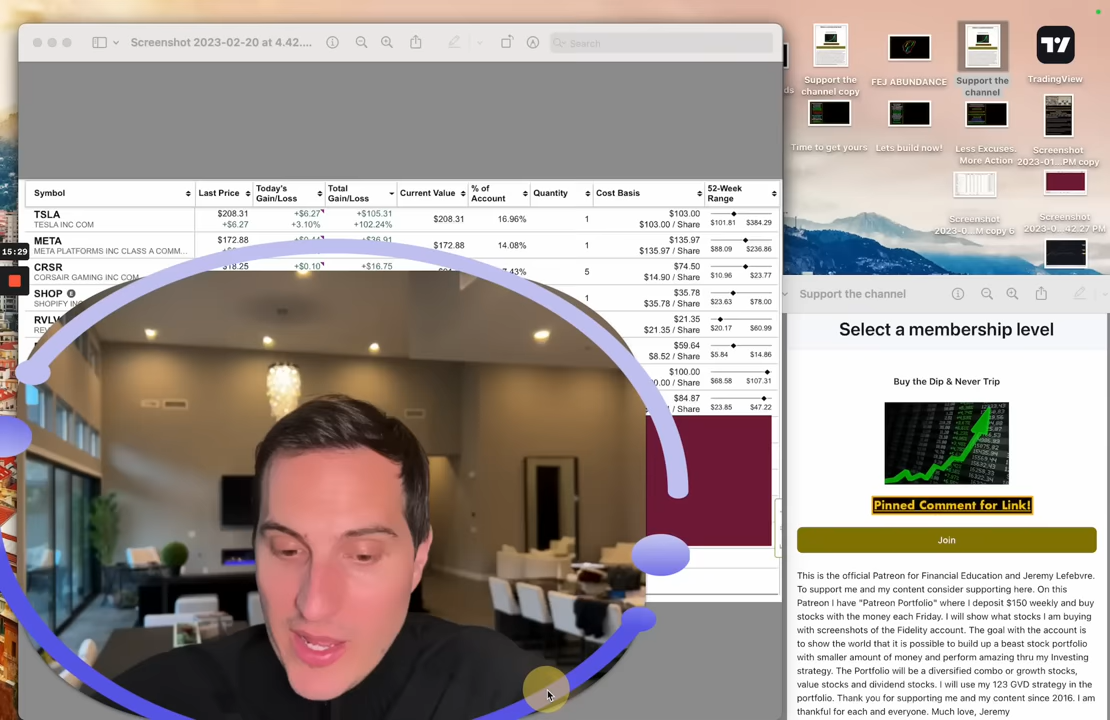 Screenshot 2023-02-20 at 4.42....
Search
Symbol
Last Price
Today's Gain/Loss
Total Gain/Loss
Current Value
% of Account
Quantity
Cost Basis
52-Week Range
TSLA
TESLA INC COM
$208.31
+$6.27
+$6.27
+3.10%
+$105.31
+102.24%
$208.31
16.96%
1
$103.00
$103.00 / Share
$101.81 $384.29
META
META PLATFORMS INC CLASS A COMM...
$172.88
$172.88
14.08%
1
$135.97
$135.97 / Share
$88.09 $236.86
CRSR
CORSAIR GAMING INC COM
$18.25
+$0.10
+$16.75
5
$74.50
$14.90 / Share
$10.96 $23.77
SHOP
SHOPIFY
1
$35.78
$35.78 / Share
$23.63 $78.00
RVLV
$21.35
$21.35 / Share
$20.17 $60.99
$59.64
$8.52 / Share
$5.84 $14.86
$100.00
/ Share
$68.58 $107.31
$84.87
/ Share
$23.85 $47.22
15:29
Support the channel copy
FEJ ABUNDANCE
Support the channel
TradingView
Time to get yours
Lets build now!
Less Excuses. More Action
Screenshot 2023-01...PM copy
Screenshot 2023-0...M copy 6
Screenshot 2023-0...42.27 PM
Support the channel
Select a membership level
Buy the Dip & Never Trip
Pinned Comment for Link!
Join
This is the official Patreon for Financial Education and Jeremy Lefebvre.
To support me and my content consider supporting here. On this
Patreon I have "Patreon Portfolio" where I deposit $150 weekly and buy
stocks with the money each Friday. I will show what stocks I am buying
with screenshots of the Fidelity account. The goal with the account is
to show the world that it is possible to build up a beast stock portfolio
with smaller amount of money and perform amazing thru my Investing
strategy. The Portfolio will be a diversified combo or growth stocks,
value stocks and dividend stocks. I will use my 123 GVD strategy in the
portfolio. Thank you for supporting me and my content since 2016. I am
thankful for each and everyone. Much love, Jeremy